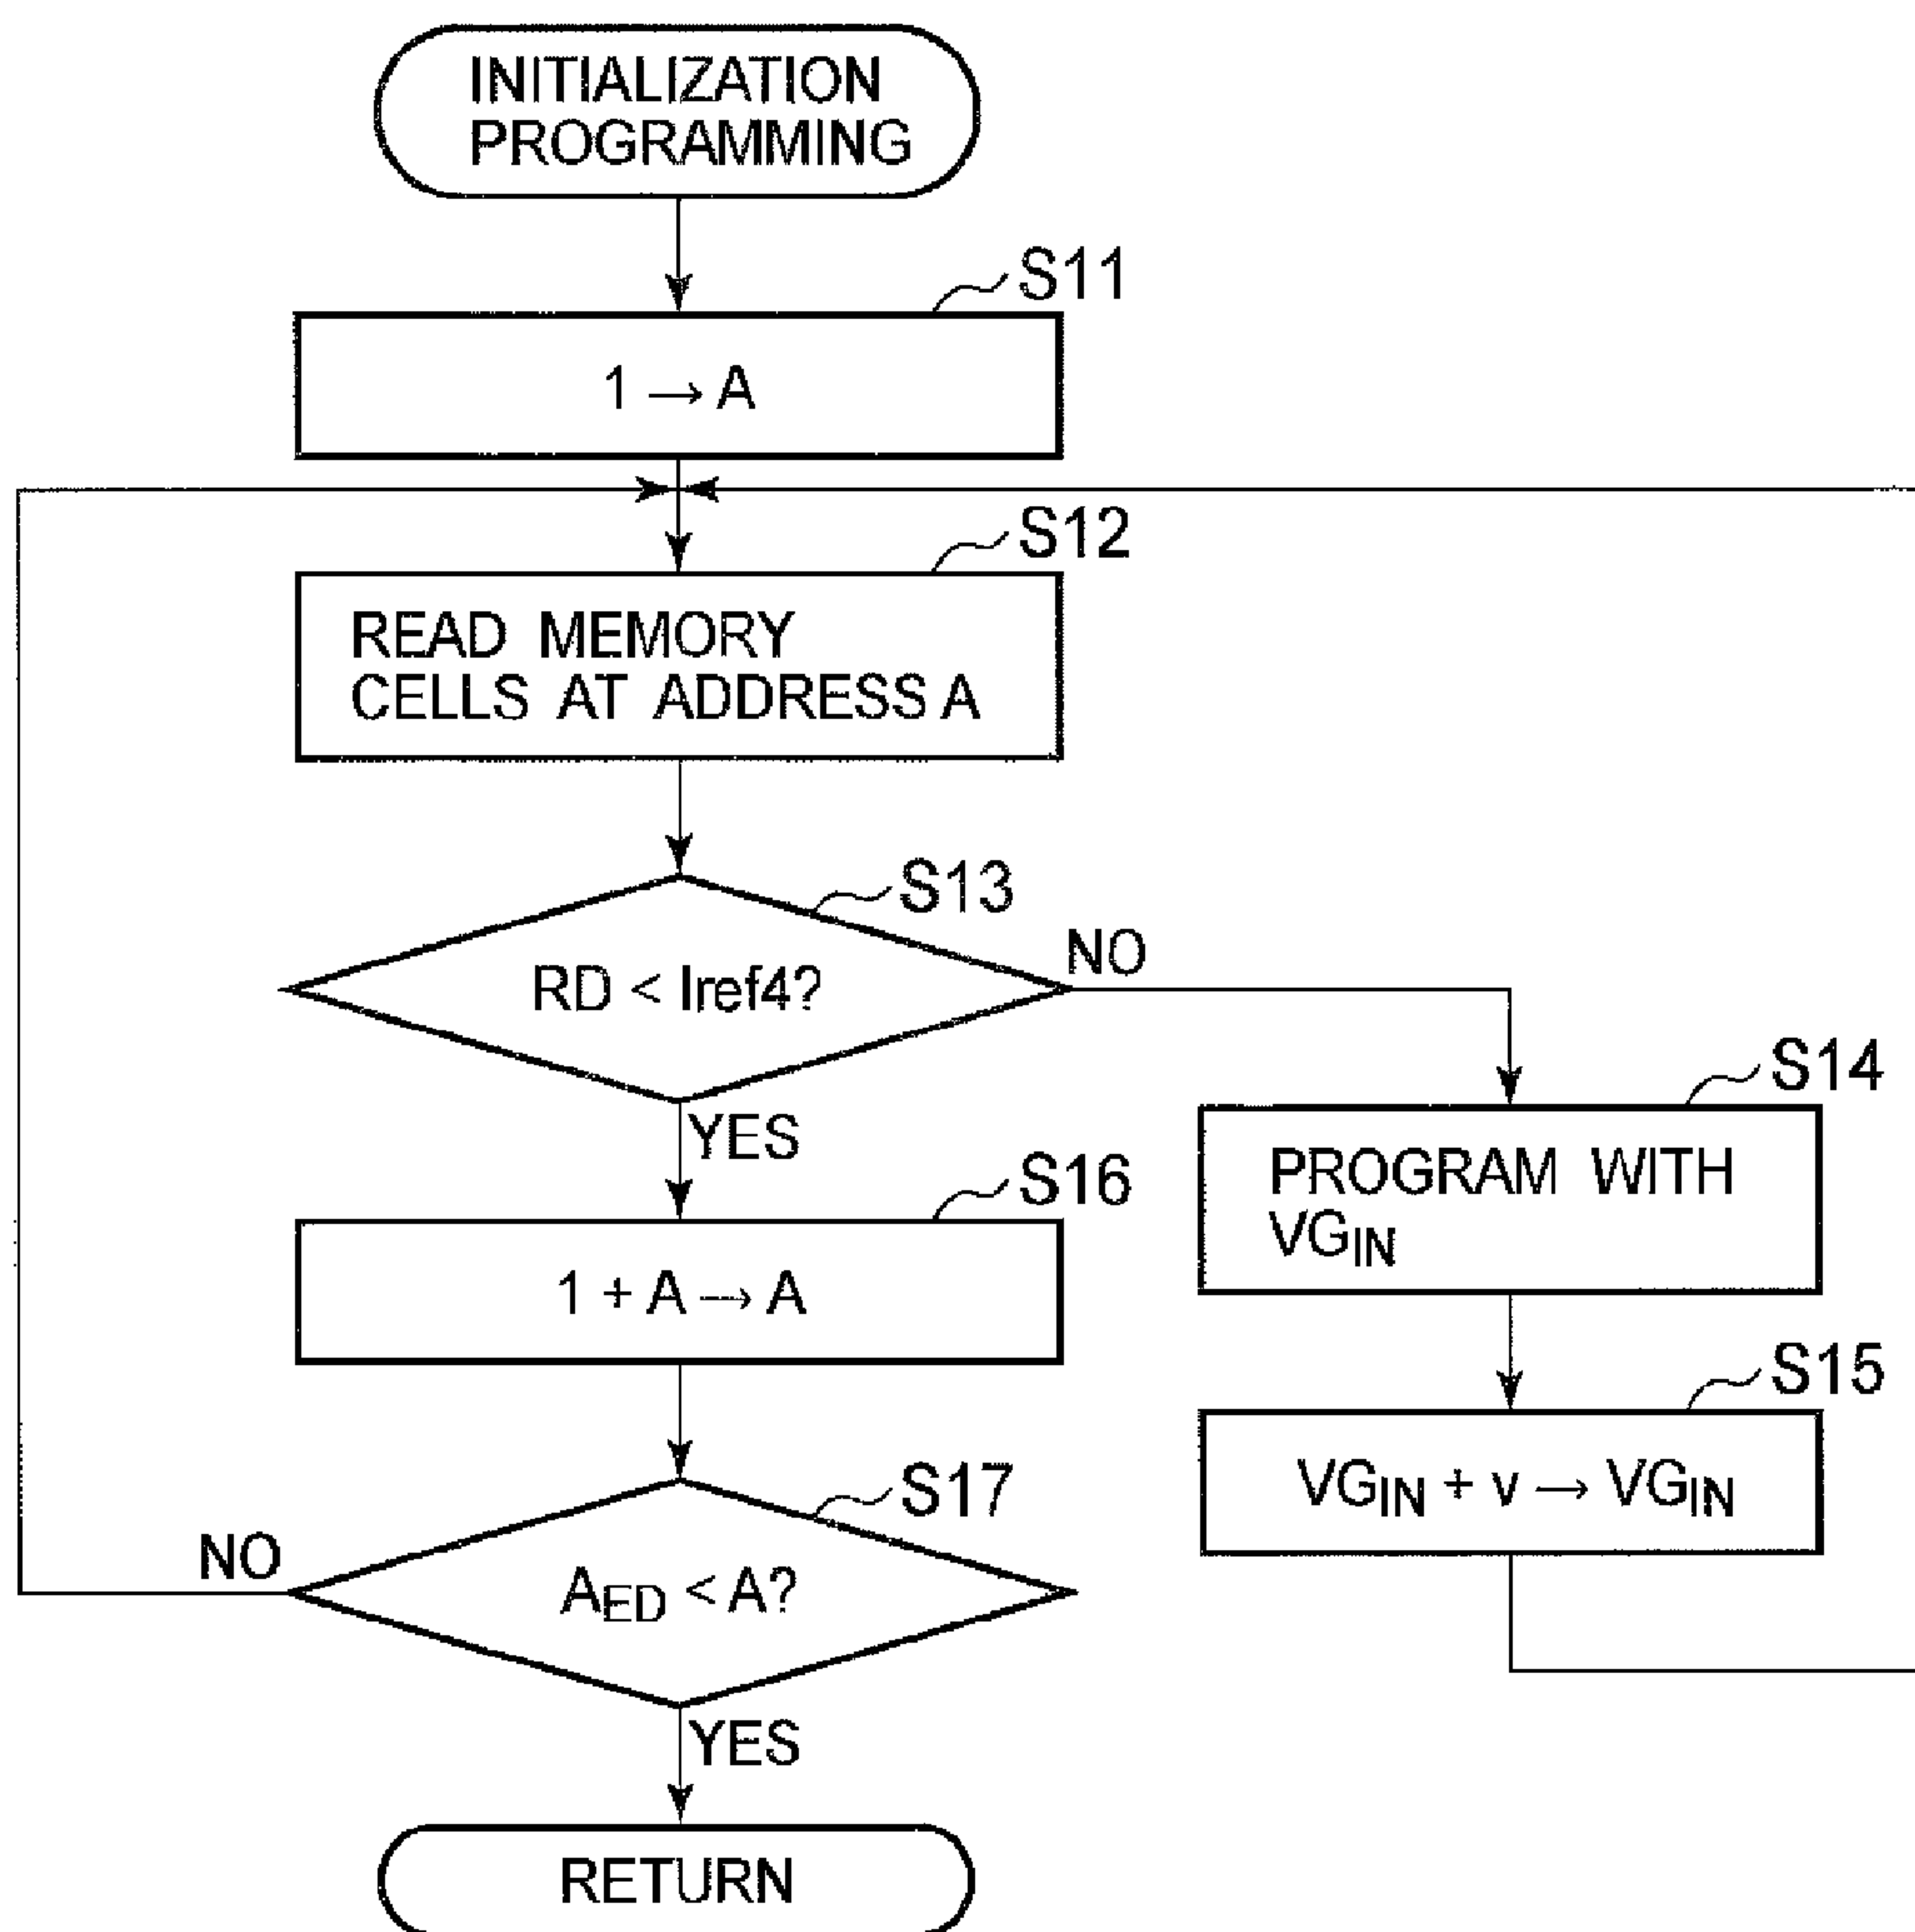 INITIALIZATION
PROGRAMMING
S11
1 → A
S12
READ MEMORY
CELLS AT ADDRESS A
S13
RD < Iref4?
NO
YES
S14
PROGRAM WITH
VGIN
S16
1 + A → A
S15
VGIN + v → VGIN
S17
NO
AED < A?
YES
RETURN